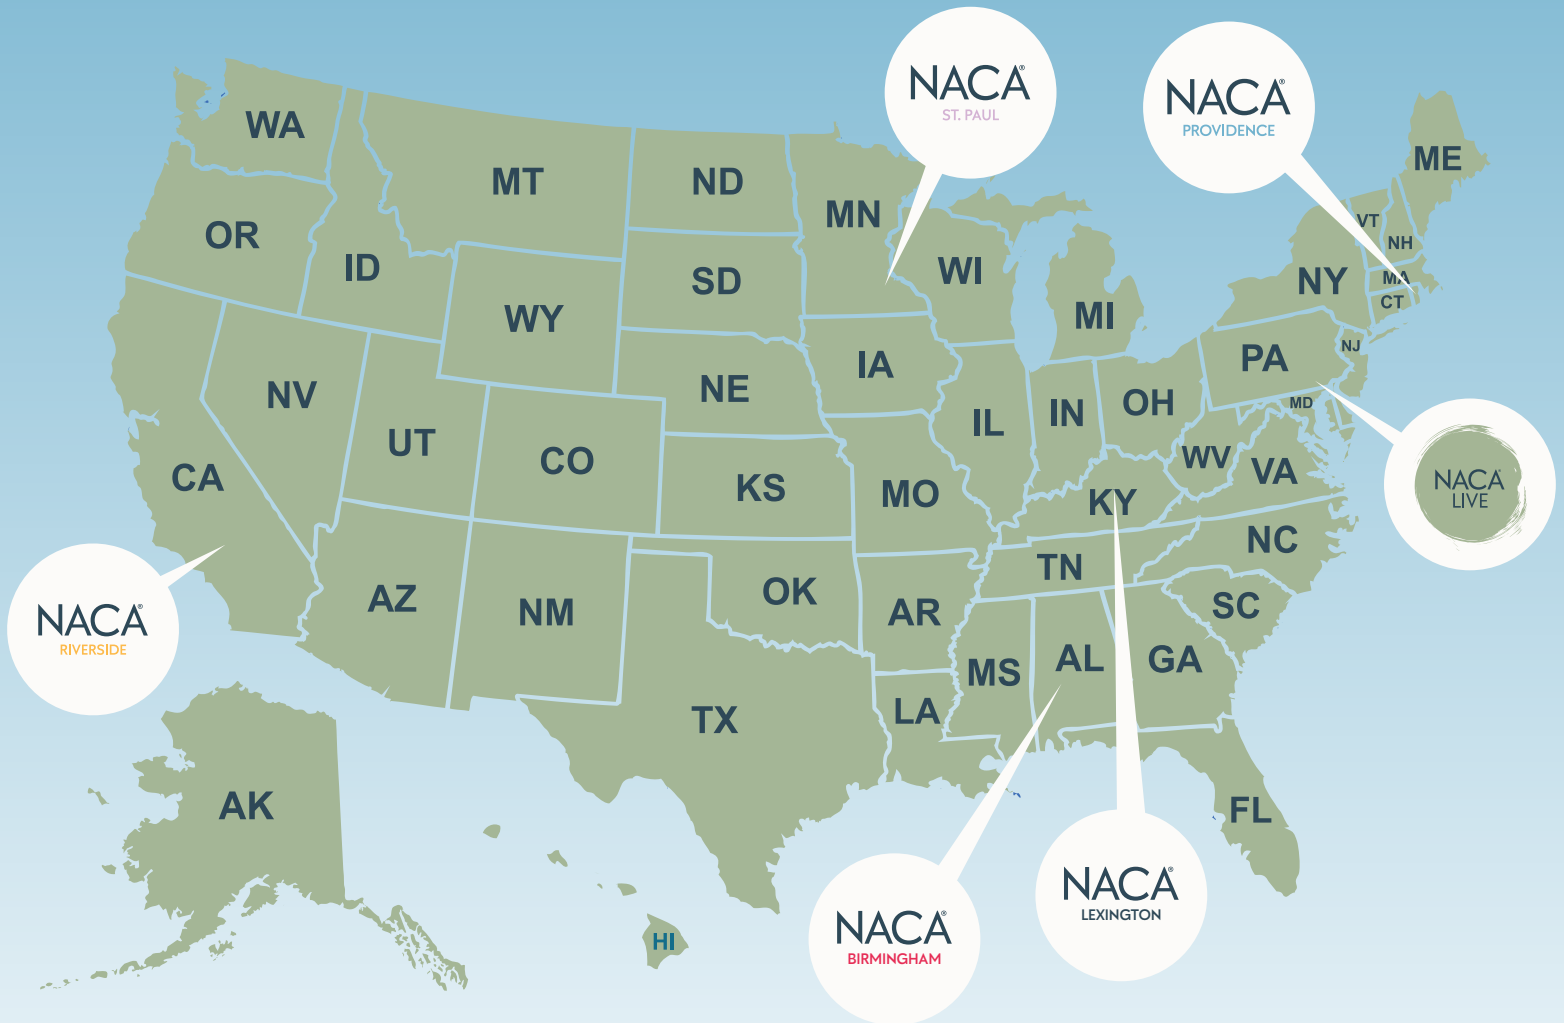 NACA®
ST. PAUL
NACA®
PROVIDENCE
WA
MT
ND
MN
ME
OR
ID
SD
WI
VT
NH
NY
MA
CT
WY
MI
NJ
NV
NE
IA
PA
OH
MD
UT
CO
IL
IN
CA
KS
MO
WV
VA
KY
NACA®
LIVE
NC
TN
AZ
NM
OK
AR
SC
NACA®
RIVERSIDE
MS
AL
GA
TX
LA
AK
FL
NACA®
LEXINGTON
NACA®
BIRMINGHAM
HI